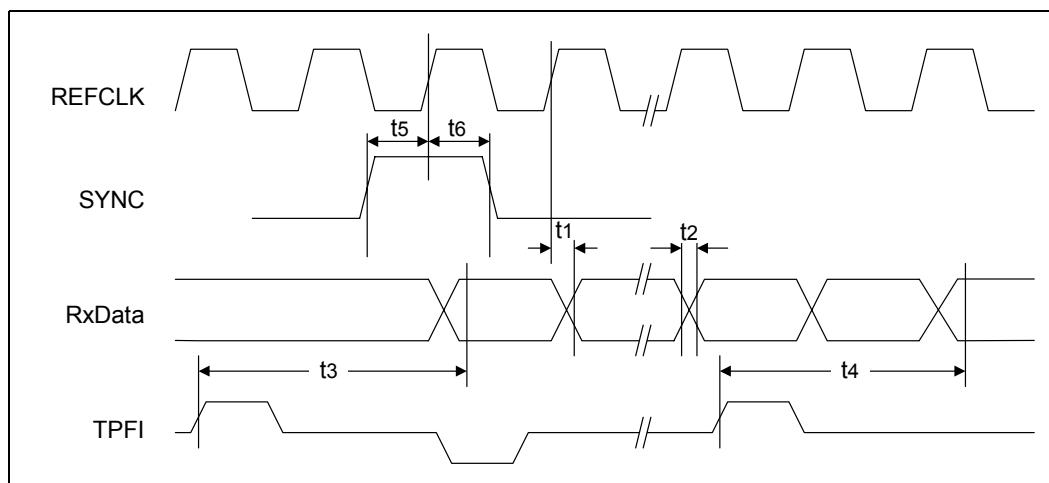 REFCLK
t5
t6
SYNC
t1
t2
RxData
t3
t4
TPFI